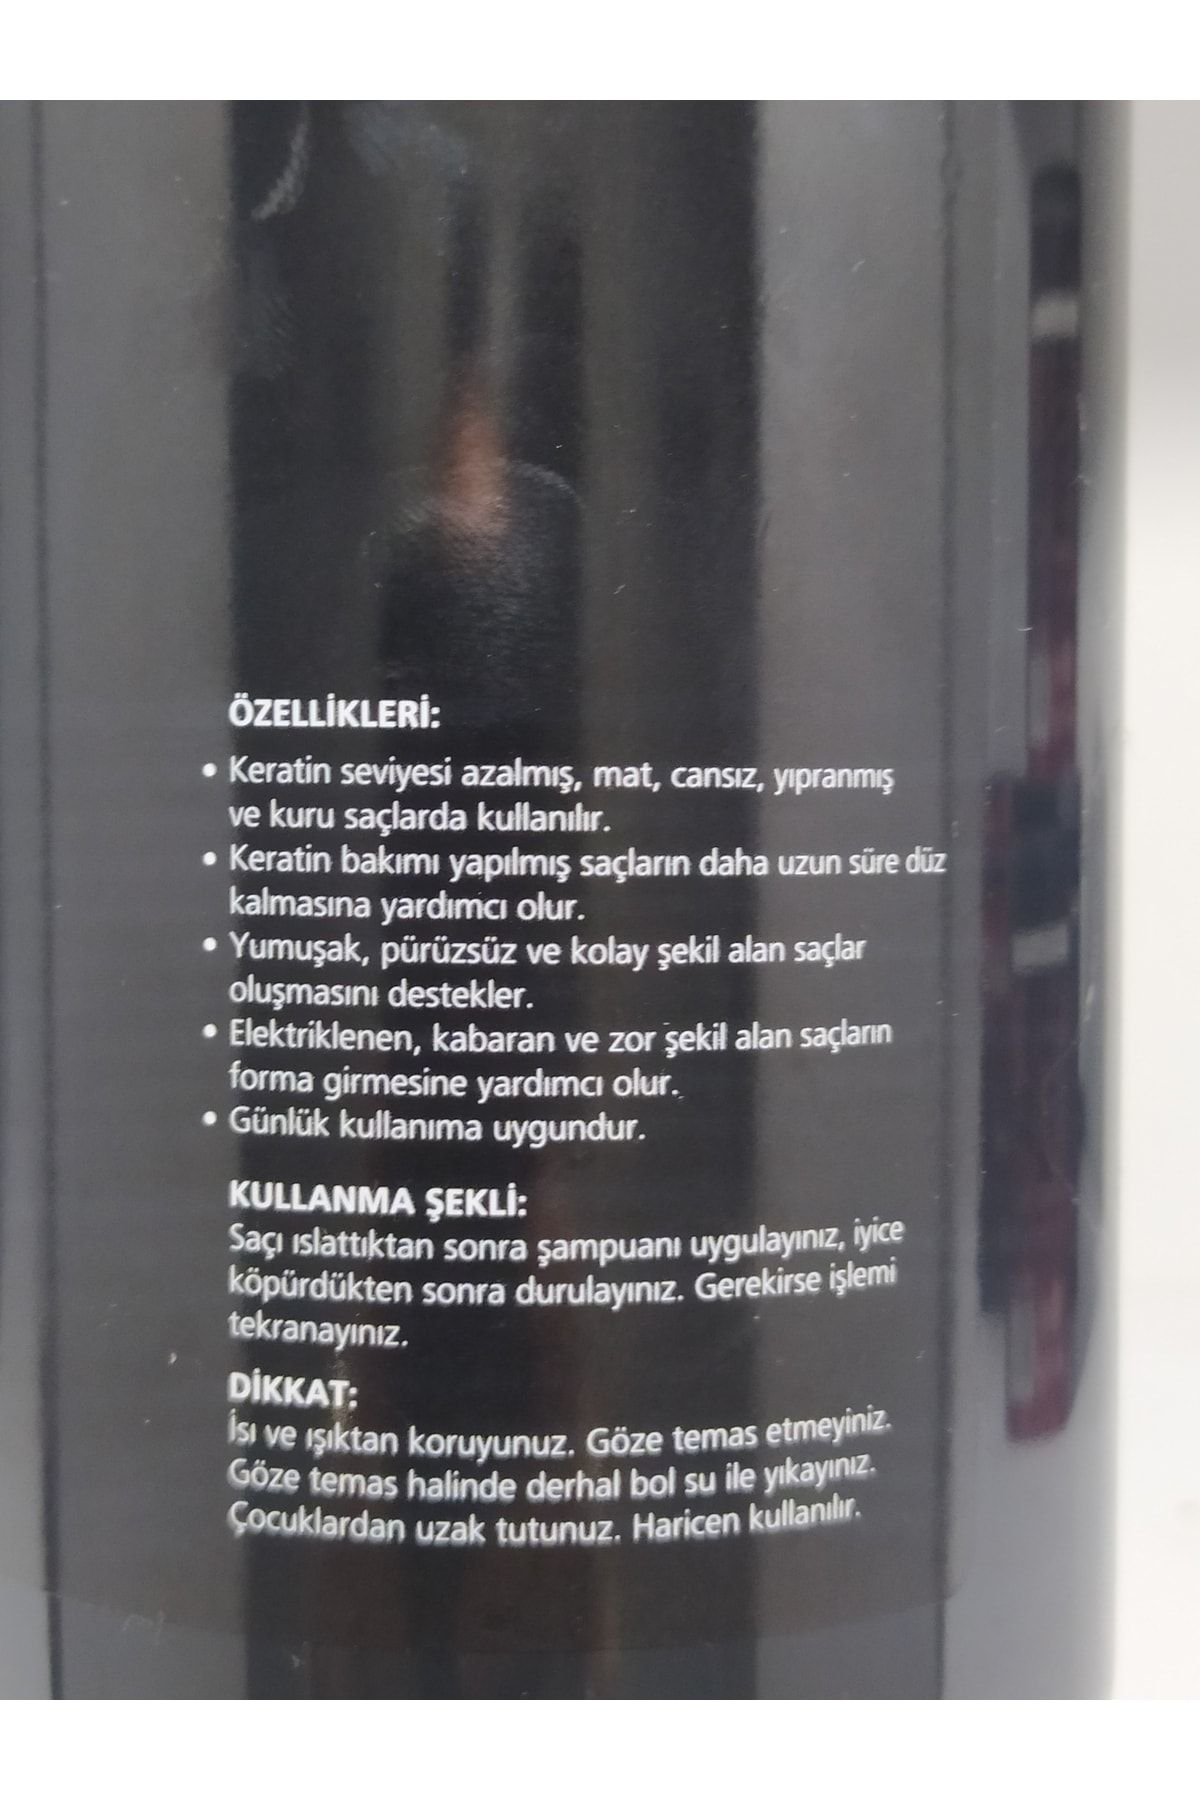 ÖZELLİKLERİ:
• Keratin seviyesi azalmış, mat, cansız, yıpranmış
ve kuru saçlarda kullanılır.
• Keratin bakımı yapılmış saçların daha uzun süre düz
kalmasına yardımcı olur.
• Yumuşak, pürüzsüz ve kolay şekil alan saçlar
oluşmasını destekler.
• Elektriklenen, kabaran ve zor şekil alan saçların
forma girmesine yardımcı olur.
• Günlük kullanıma uygundur.
KULLANMA ŞEKLİ:
Saçı ıslattıktan sonra şampuanı uygulayınız, iyice
köpürdükten sonra durulayınız. Gerekirse işlemi
tekranayınız.
DİKKAT:
İsı ve ışıktan koruyunuz. Göze temas etmeyiniz.
Göze temas halinde derhal bol su ile yıkayınız.
Çocuklardan uzak tutunuz. Haricen kullanılır.